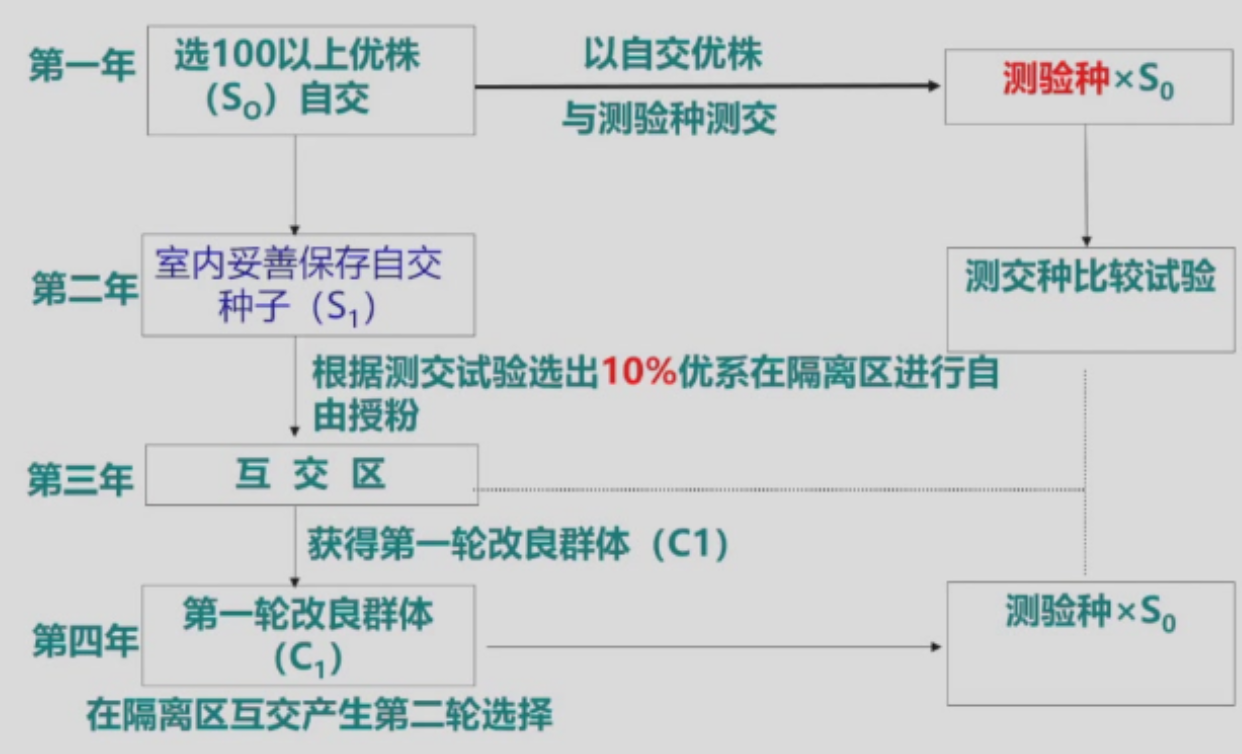 第一年
选100以上优株
（SO）自交
以自交优株
与测验种测交
测验种×S0
第二年
室内妥善保存自交
种子（S1）
测交种比较试验
根据测交试验选出10%优系在隔离区进行自
由授粉
第三年
互 交 区
获得第一轮改良群体（C1）
第四年
第一轮改良群体
（C1）
测验种×S0
在隔离区互交产生第二轮选择